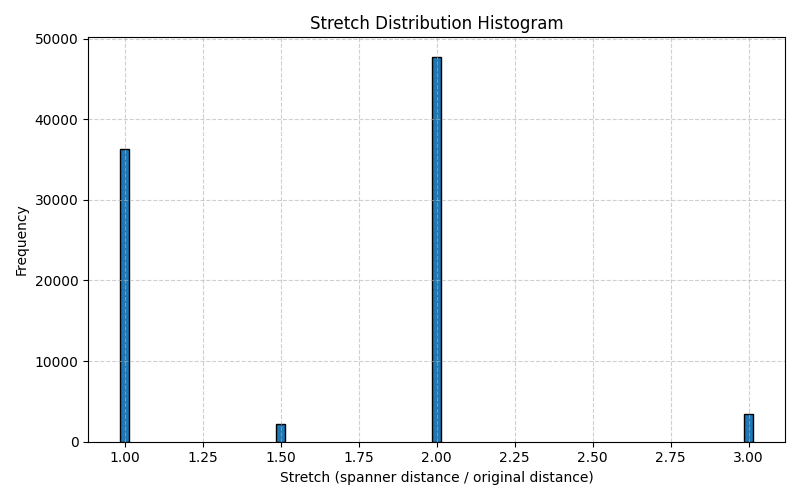 Stretch Distribution Histogram
50000
40000
30000
20000
10000
0
Frequency
1.00 1.25 1.50 1.75 2.00 2.25 2.50 2.75 3.00
Stretch (spanner distance / original distance)